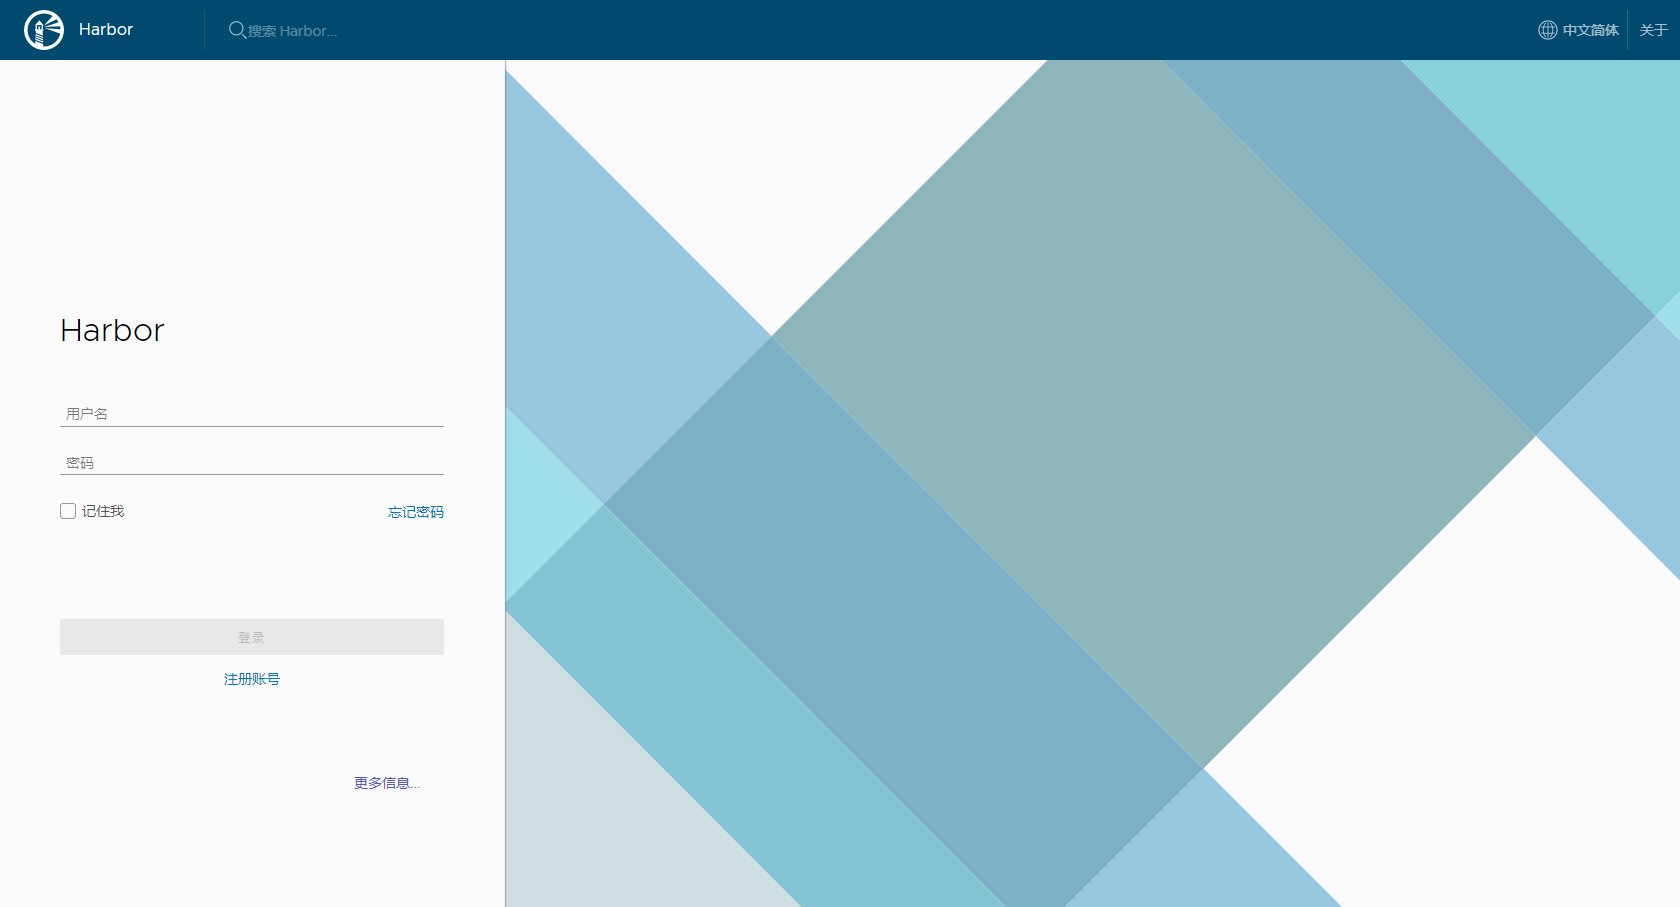 Harbor
搜索 Harbor...
中文简体
关于
Harbor
用户名
密码
记住我
忘记密码
登录
注册账号
更多信息...